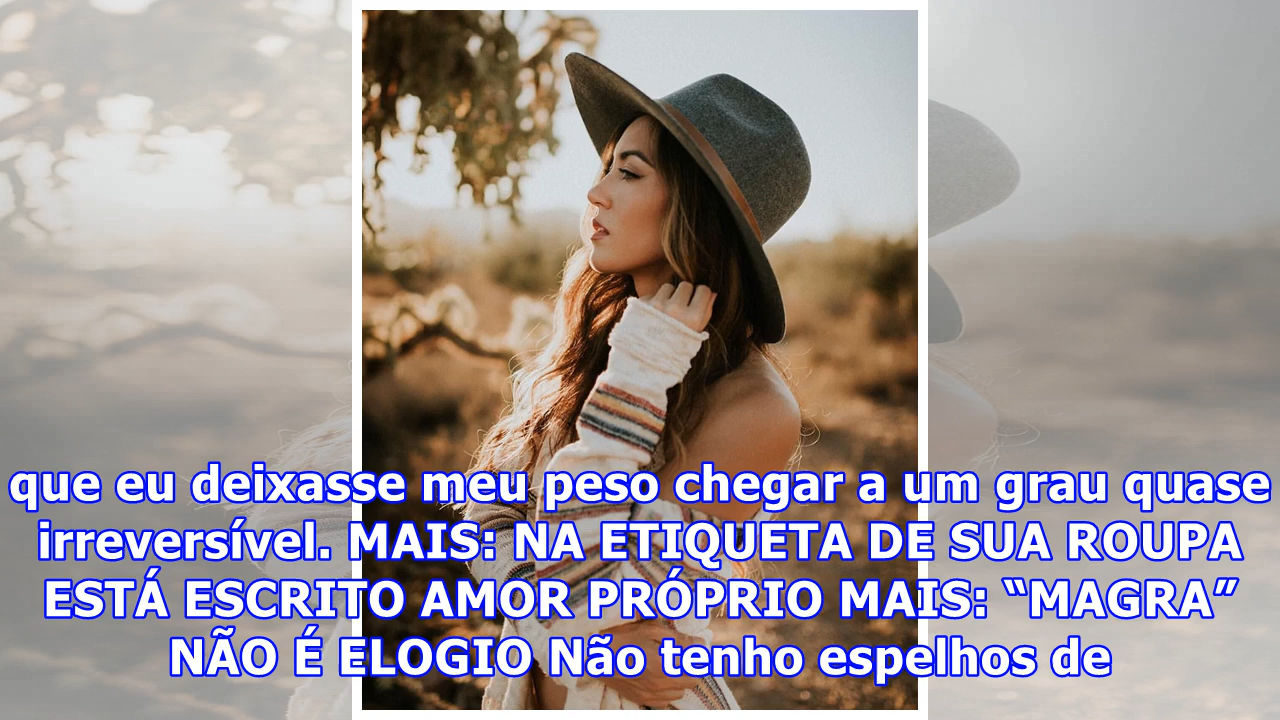 que eu deixasse meu peso chegar a um grau quase
irreversível. MAIS: NA ETIQUETA DE SUA ROUPA
ESTÁ ESCRITO AMOR PRÓPRIO MAIS: “MAGRA”
NÃO É ELOGIO Não tenho espelhos de